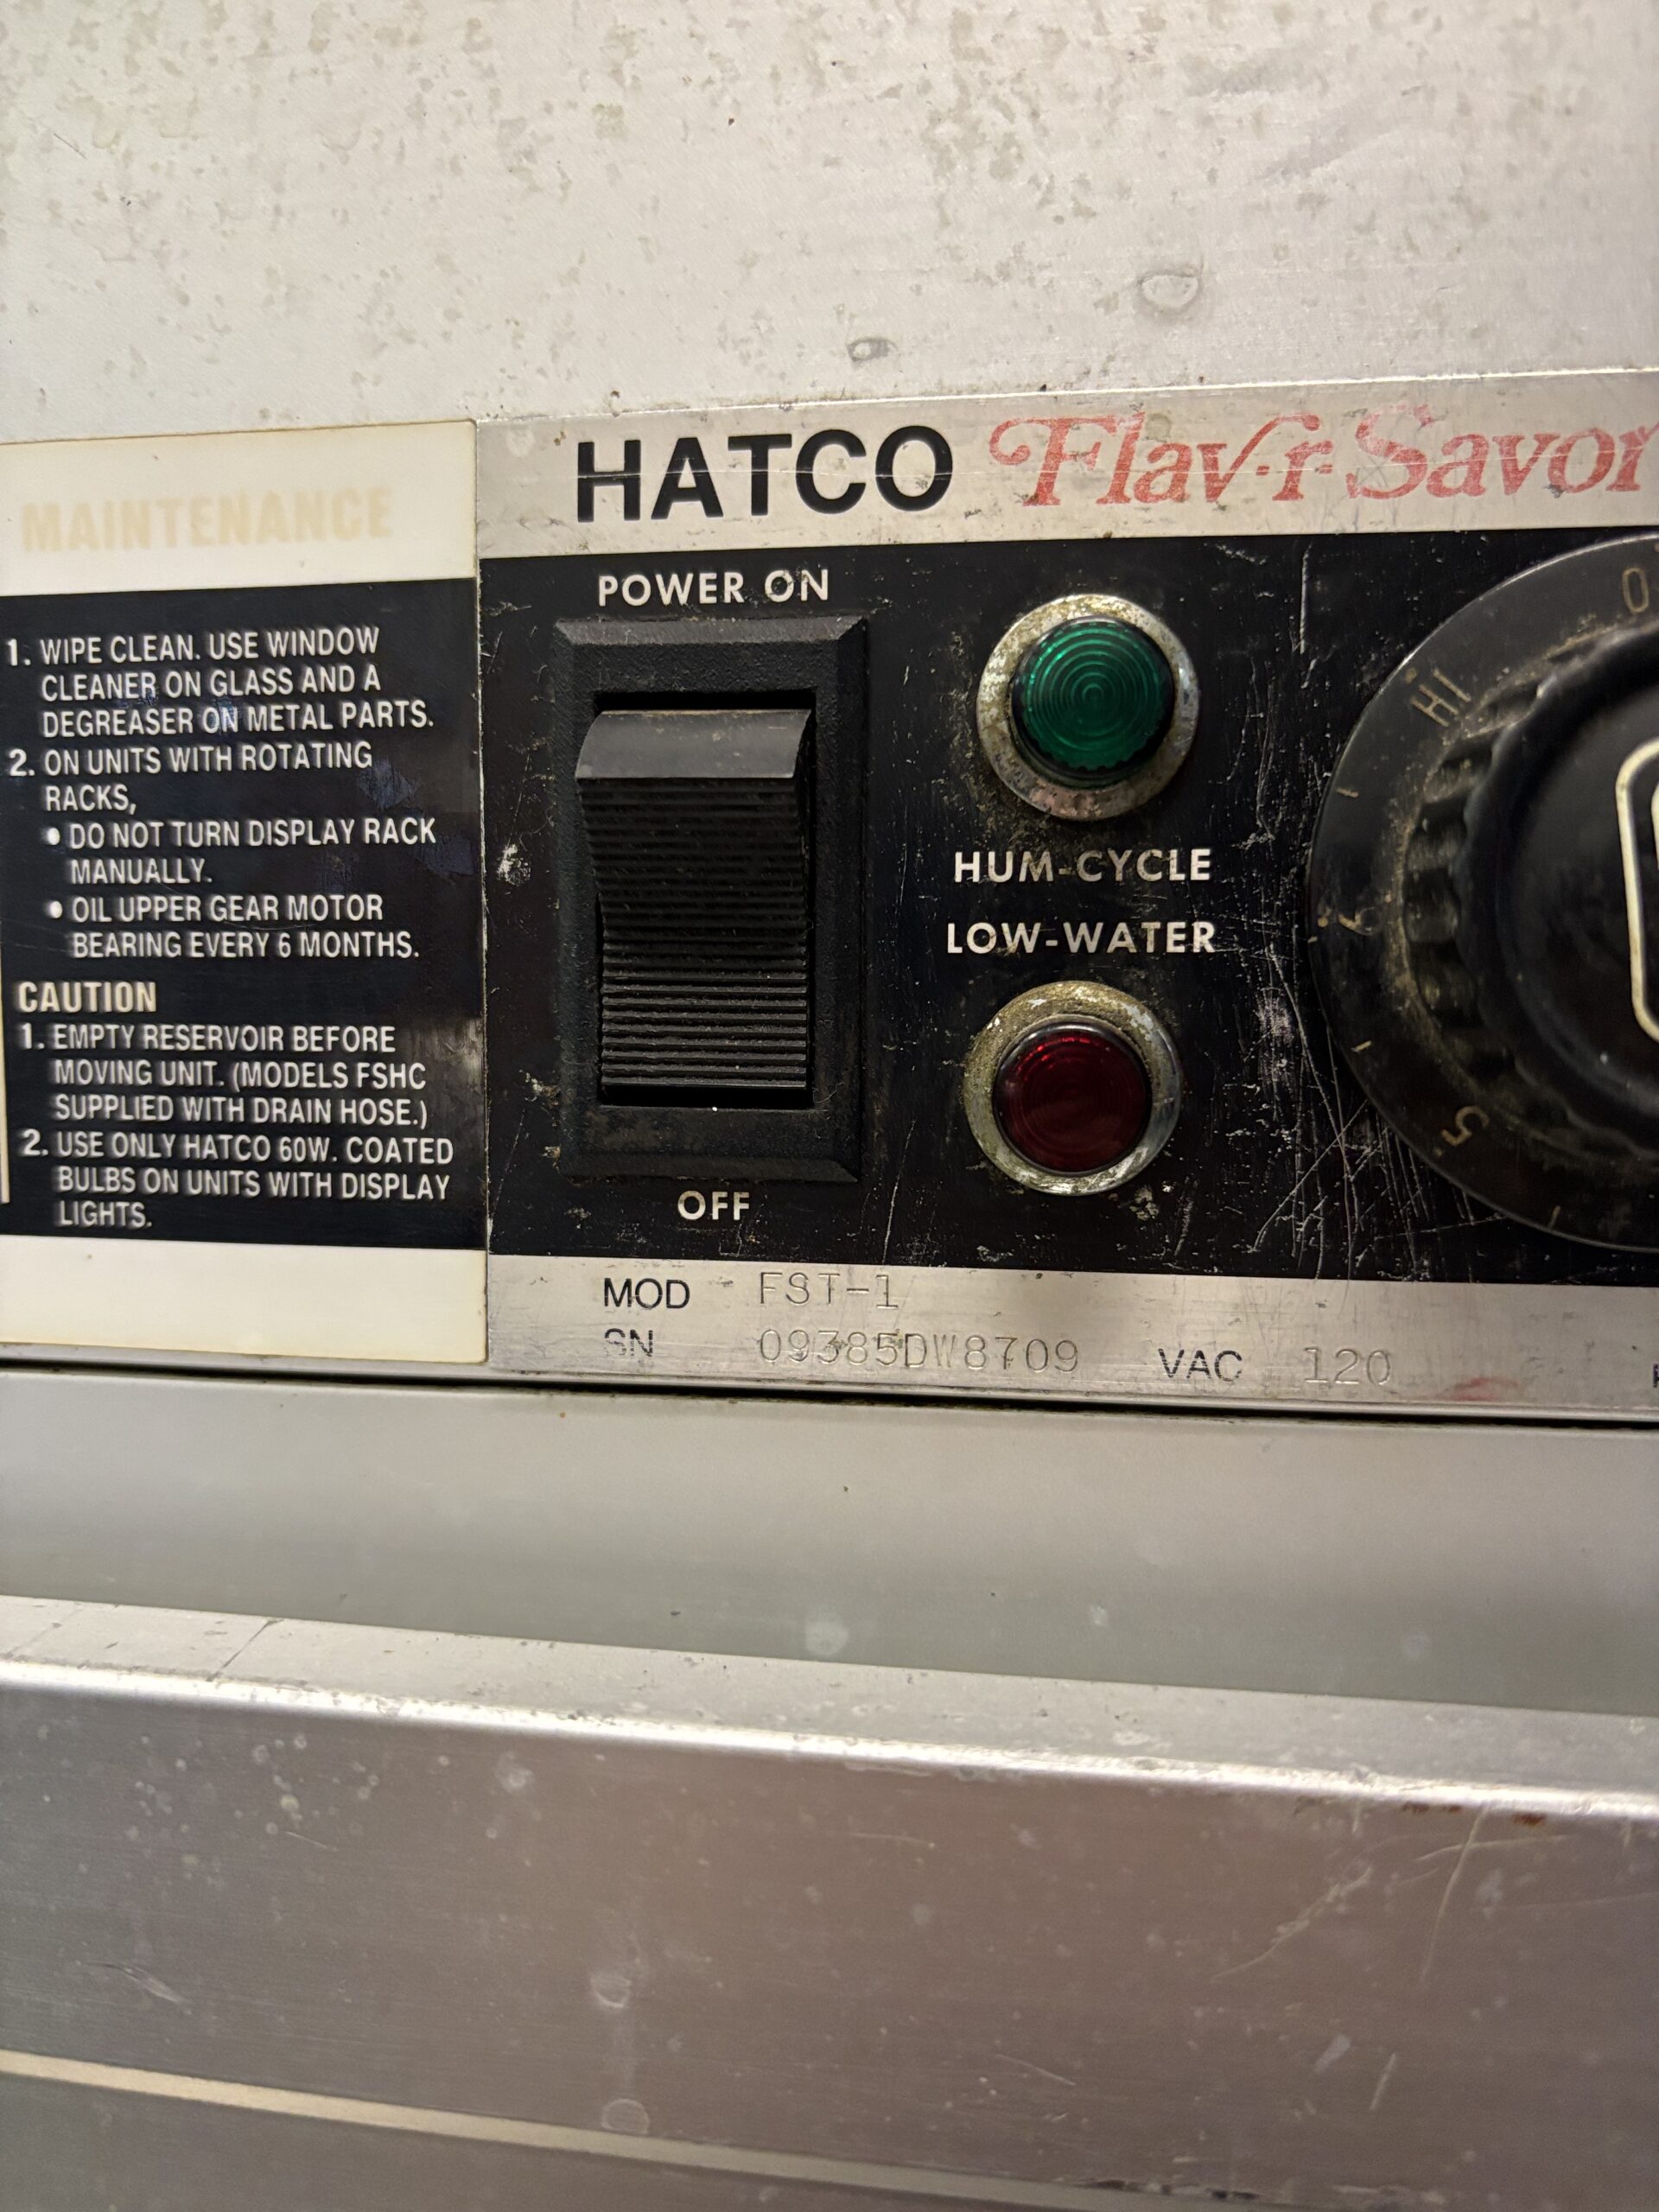 MAINTENANCE
1. WIPE CLEAN. USE WINDOW
CLEANER ON GLASS AND A
DEGREASER ON METAL PARTS.
2. ON UNITS WITH ROTATING
RACKS,
• DO NOT TURN DISPLAY RACK
MANUALLY.
• OIL UPPER GEAR MOTOR
BEARING EVERY 6 MONTHS.
CAUTION
1. EMPTY RESERVOIR BEFORE
MOVING UNIT. (MODELS FSHC
SUPPLIED WITH DRAIN HOSE.)
2. USE ONLY HATCO 60W. COATED
BULBS ON UNITS WITH DISPLAY
LIGHTS.
HATCO Flav-r-Savor
POWER ON
OFF
HUM-CYCLE
LOW-WATER
0
HI
5
MOD FST-1
SN 09385DW8709 VAC 120